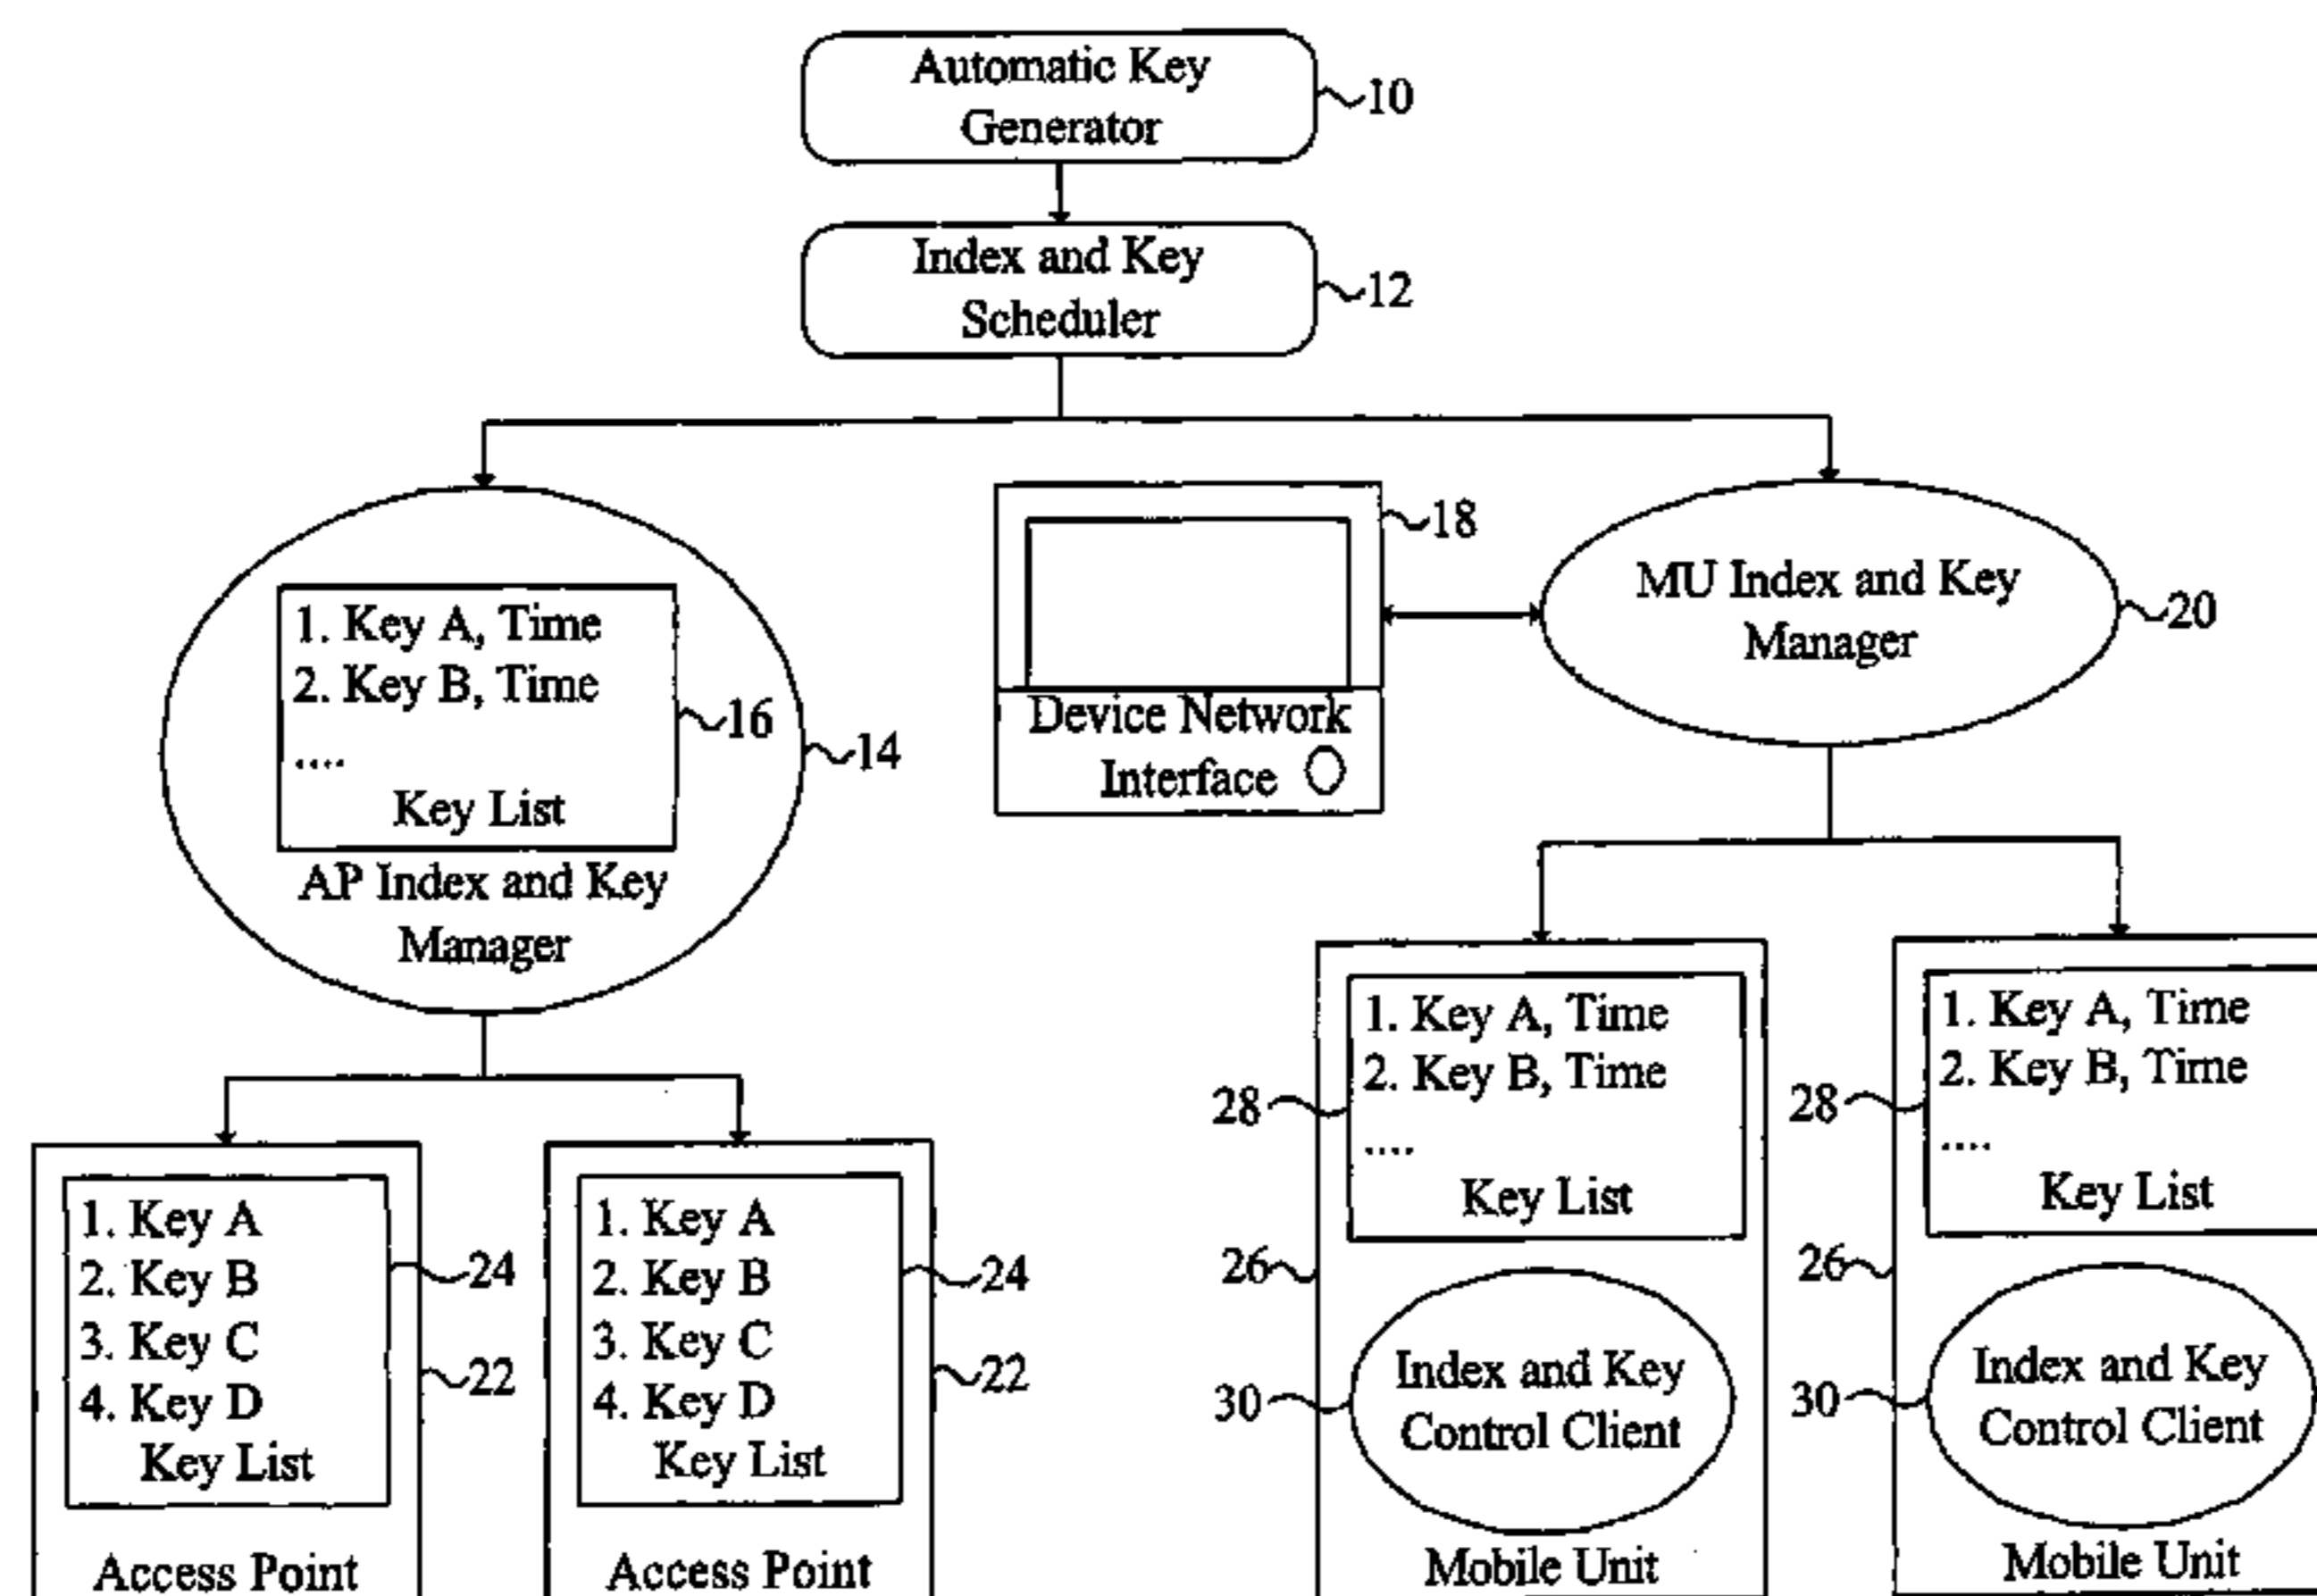 Automatic Key
Generator
10
Index and Key
Scheduler
12
1. Key A, Time
2. Key B, Time
....
Key List
16
AP Index and Key
Manager
14
18
Device Network
Interface
MU Index and Key
Manager
20
1. Key A
2. Key B
3. Key C
4. Key D
Key List
24
22
Access Point
1. Key A
2. Key B
3. Key C
4. Key D
Key List
24
22
Access Point
1. Key A, Time
2. Key B, Time
....
Key List
28
26
Index and Key
Control Client
30
Mobile Unit
1. Key A, Time
2. Key B, Time
....
Key List
28
26
Index and Key
Control Client
30
Mobile Unit